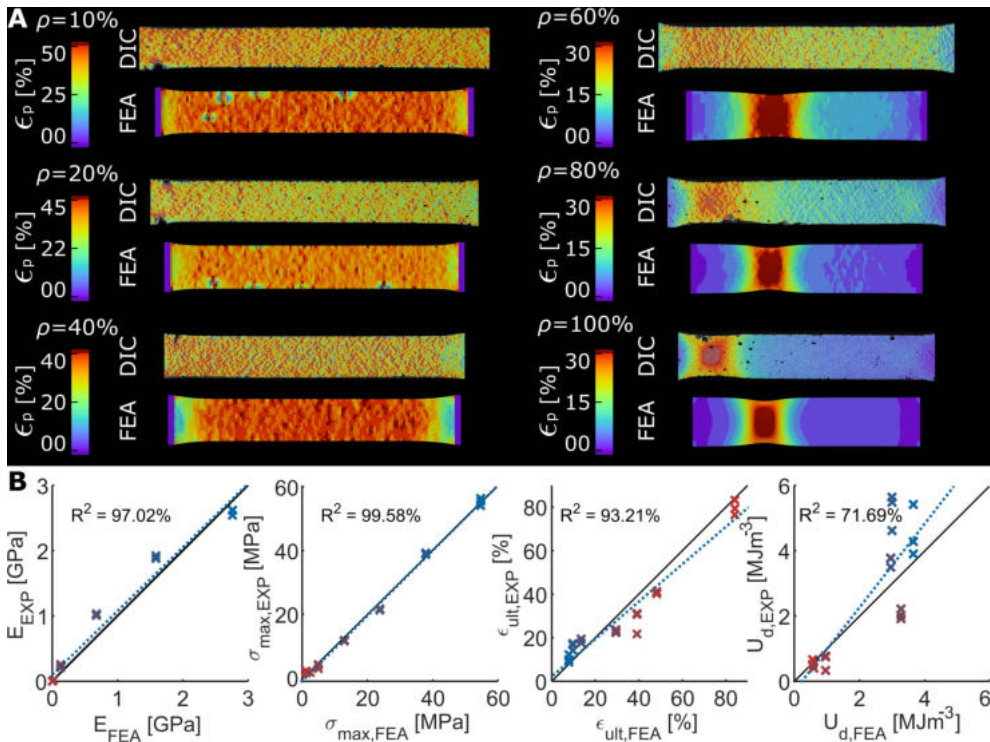 A
ρ=10%
50
25
00
ϵp [%]
DIC
FEA
ρ=60%
30
15
00
ϵp [%]
DIC
FEA
ρ=20%
45
22
00
ϵp [%]
DIC
FEA
ρ=80%
30
15
00
ϵp [%]
DIC
FEA
ρ=40%
40
20
00
ϵp [%]
DIC
FEA
ρ=100%
30
15
00
ϵp [%]
DIC
FEA
B
R² = 97.02%
E_EXP [GPa]
3
2
1
0
0 1 2 3
E_FEA [GPa]
R² = 99.58%
σ_max,EXP [MPa]
60
40
20
0
0 20 40 60
σ_max,FEA [MPa]
R² = 93.21%
ϵ_ult,EXP [%]
80
60
40
20
0
0 20 40 60 80
ϵ_ult,FEA [%]
R² = 71.69%
U_d,EXP [MJm⁻³]
6
4
2
0
0 2 4 6
U_d,FEA [MJm⁻³]